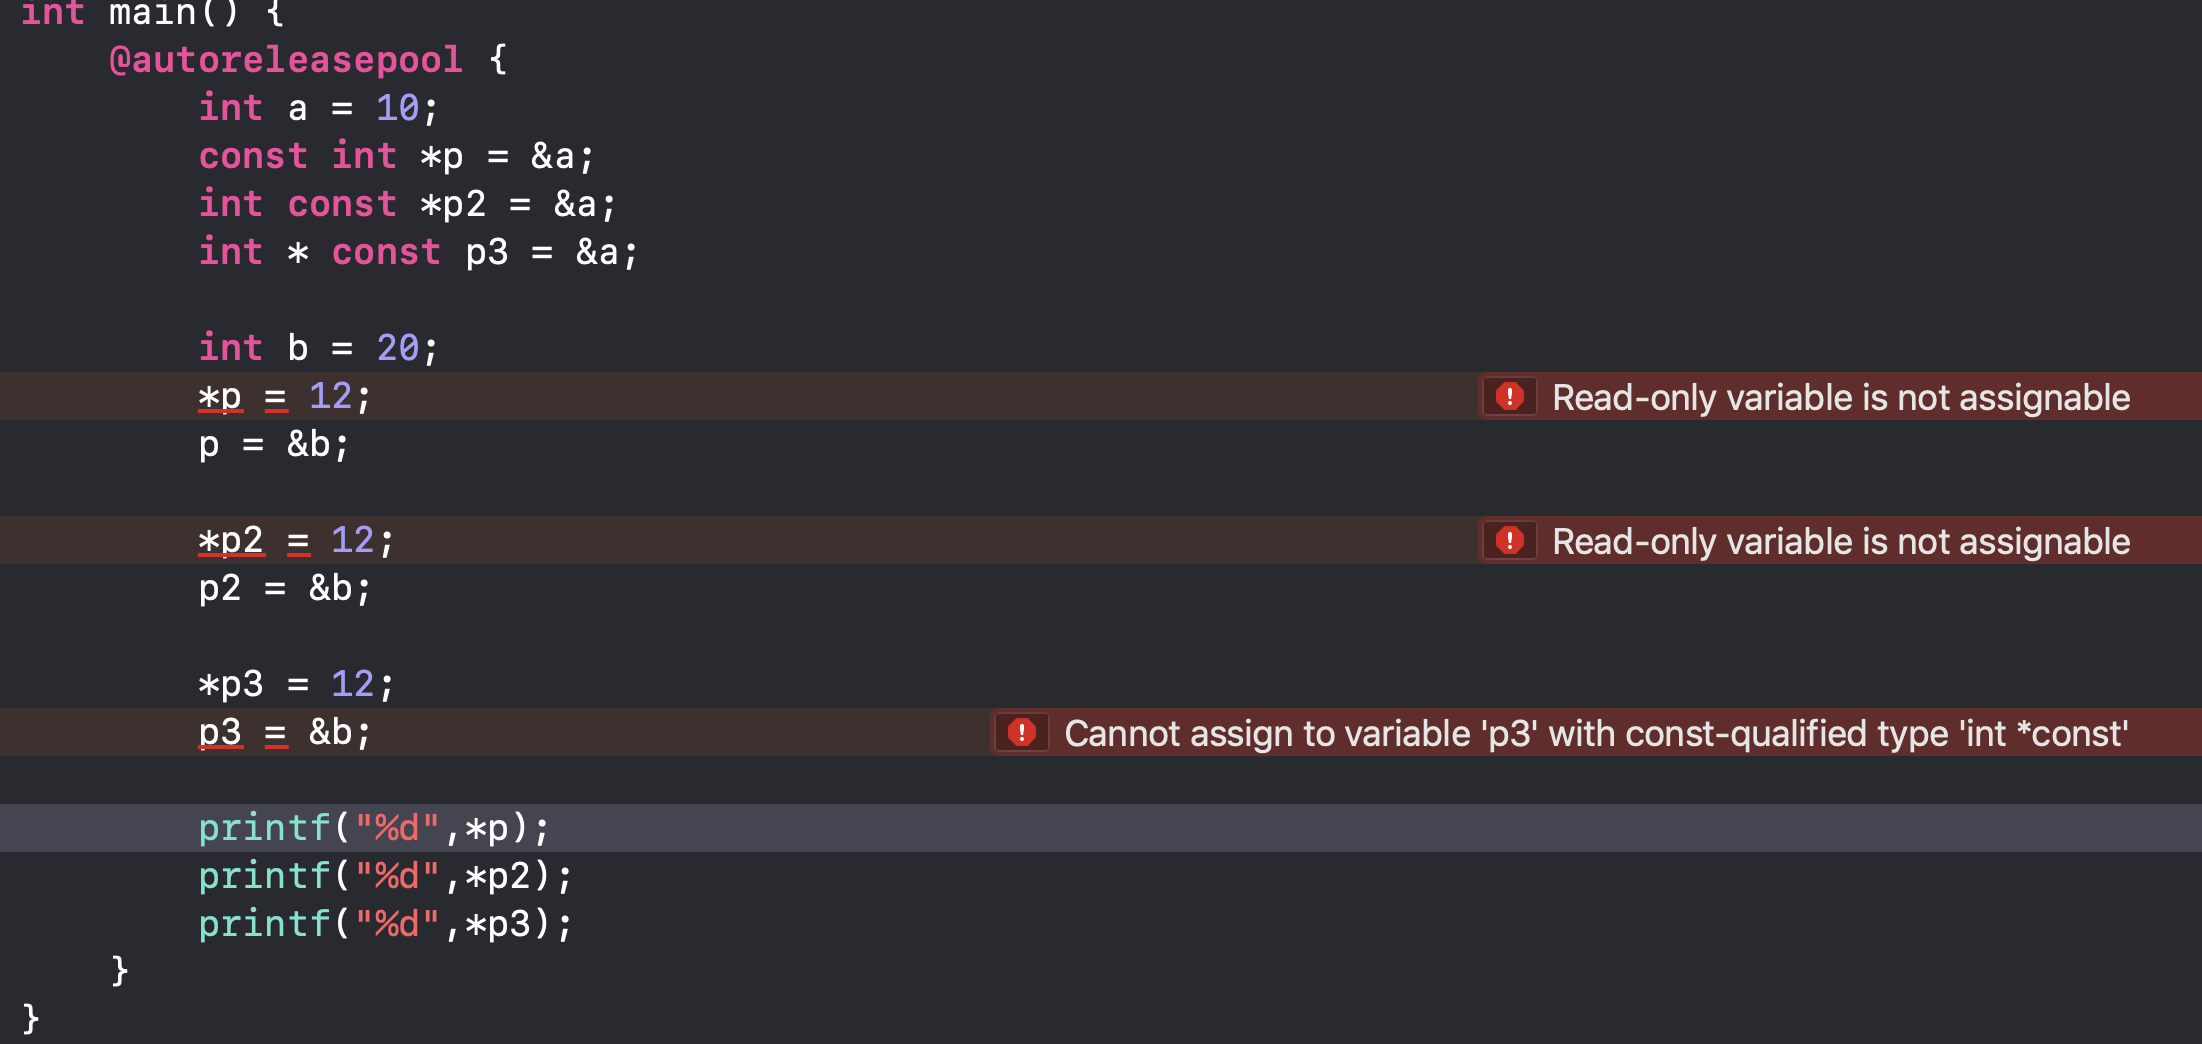 int main() {
@autoreleasepool {
int a = 10;
const int *p = &a;
int const *p2 = &a;
int * const p3 = &a;
int b = 20;
*p = 12; Read-only variable is not assignable
p = &b;
*p2 = 12; Read-only variable is not assignable
p2 = &b;
*p3 = 12;
p3 = &b; Cannot assign to variable 'p3' with const-qualified type 'int *const'
printf("%d",*p);
printf("%d",*p2);
printf("%d",*p3);
}
}